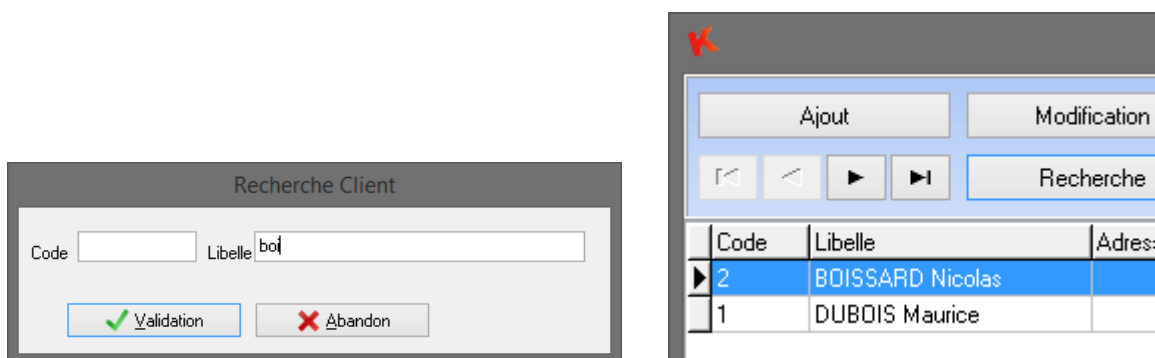 Recherche Client
Code Libelle boi
Validation Abandon
Ajout Modification
Recherche
Code Libelle
2 BOISSARD Nicolas
1 DUBOIS Maurice